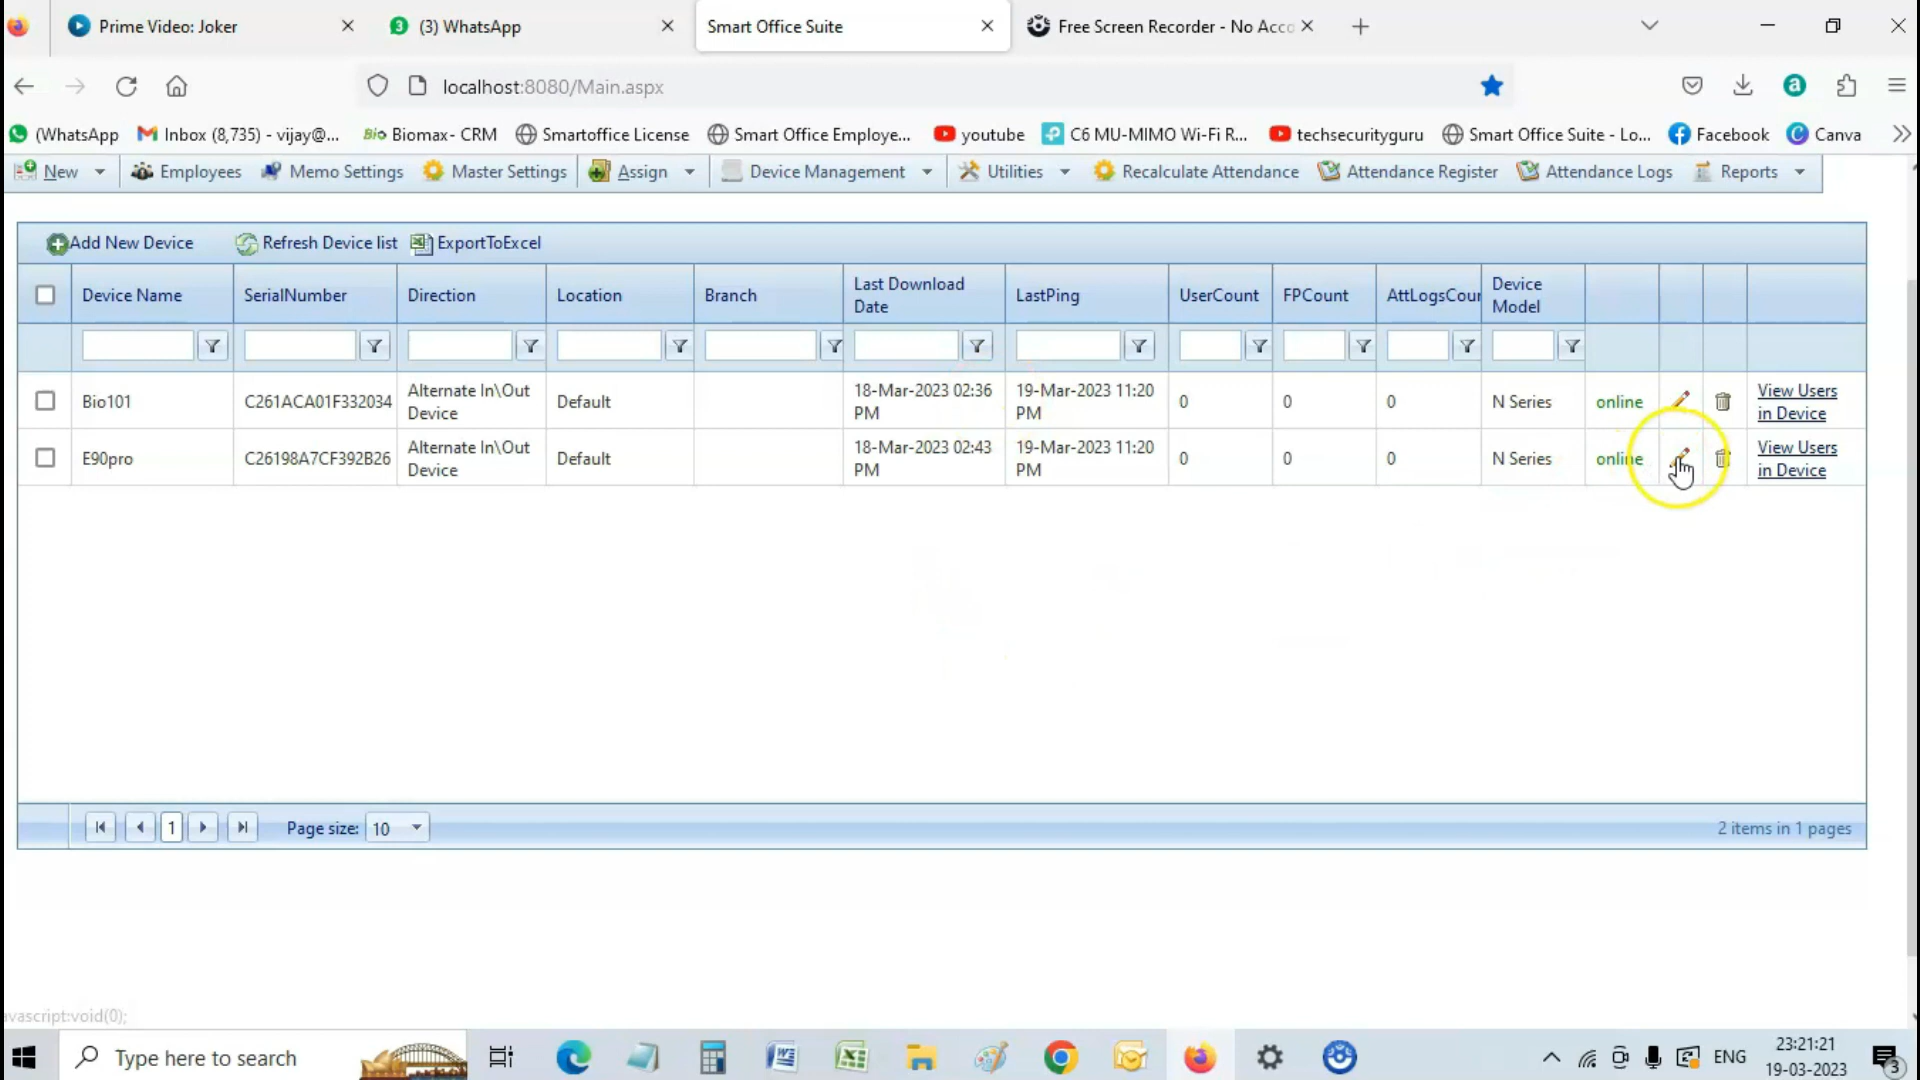 Prime Video: Joker
3
(3) WhatsApp
Smart Office Suite
Free Screen Recorder - No Acco
localhost:8080/Main.aspx
a
(WhatsApp
Inbox (8,735) - vijay@...
Bio Biomax- CRM
Smartoffice License
Smart Office Employe...
youtube
C6 MU-MIMO Wi-Fi R...
techsecurityguru
Smart Office Suite - Lo...
Facebook
Canva
New
Employees
Memo Settings
Master Settings
Assign
Device Management
Utilities
Recalculate Attendance
Attendance Register
Attendance Logs
Reports
Add New Device
Refresh Device list
ExportToExcel
Device Name
SerialNumber
Direction
Location
Branch
Last Download
Date
LastPing
UserCount
FPCount
AttLogsCour
Device
Model
Bio101
C261ACA01F332034
Alternate In\Out
Device
Default
18-Mar-2023 02:36
PM
19-Mar-2023 11:20
PM
0
0
0
N Series
online
View Users
in Device
E90pro
C26198A7CF392B26
Alternate In\Out
Device
Default
18-Mar-2023 02:43
PM
19-Mar-2023 11:20
PM
0
0
0
N Series
online
View Users
in Device
1
Page size:
10
2 items in 1 pages
avascript:void(0);
Type here to search
ENG
23:21:21
19-03-2023
3